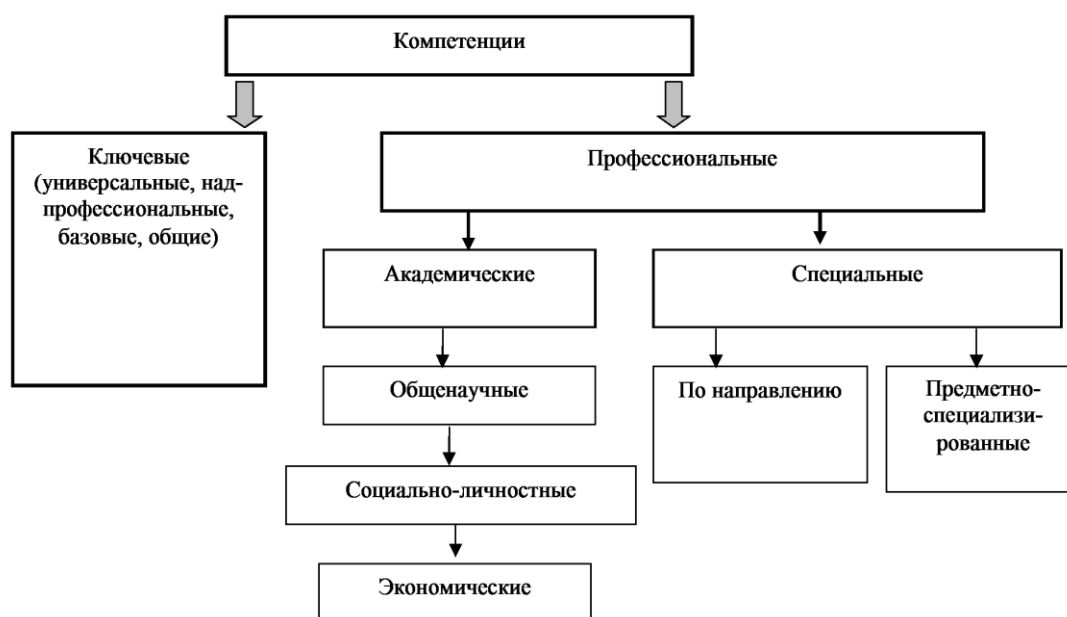 Компетенции
Ключевые
(универсальные, над-
профессиональные,
базовые, общие)
Профессиональные
Академические
Специальные
Общенаучные
По направлению
Предметно-
специализи-
рованные
Социально-личностные
Экономические